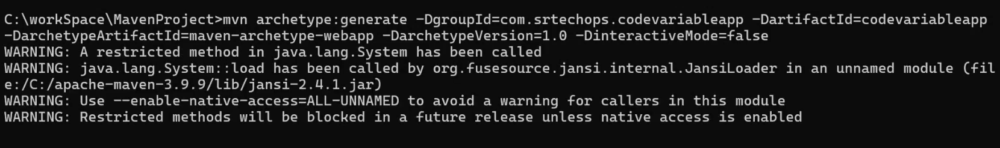 C:\workSpace\MavenProject>mvn archetype:generate -DgroupId=com.srtechops.codevariableapp -DartifactId=codevariableapp
-DarchetypeArtifactId=maven-archetype-webapp -DarchetypeVersion=1.0 -DinteractiveMode=false
WARNING: A restricted method in java.lang.System has been called
WARNING: java.lang.System::load has been called by org.fusesource.jansi.internal.JansiLoader in an unnamed module (fil
e:/C:/apache-maven-3.9.9/lib/jansi-2.4.1.jar)
WARNING: Use --enable-native-access=ALL-UNNAMED to avoid a warning for callers in this module
WARNING: Restricted methods will be blocked in a future release unless native access is enabled